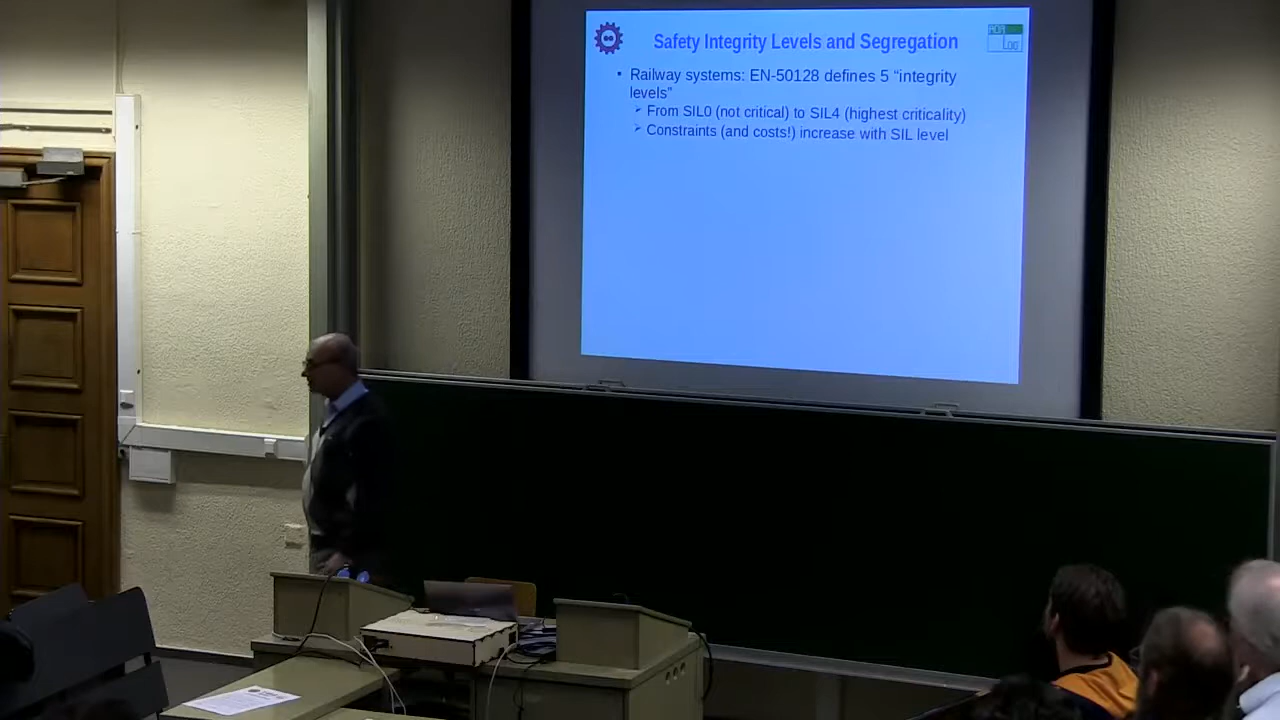 Safety Integrity Levels and Segregation
Railway systems: EN-50128 defines 5 “integrity
levels”
From SIL0 (not critical) to SIL4 (highest criticality)
Constraints (and costs!) increase with SIL level